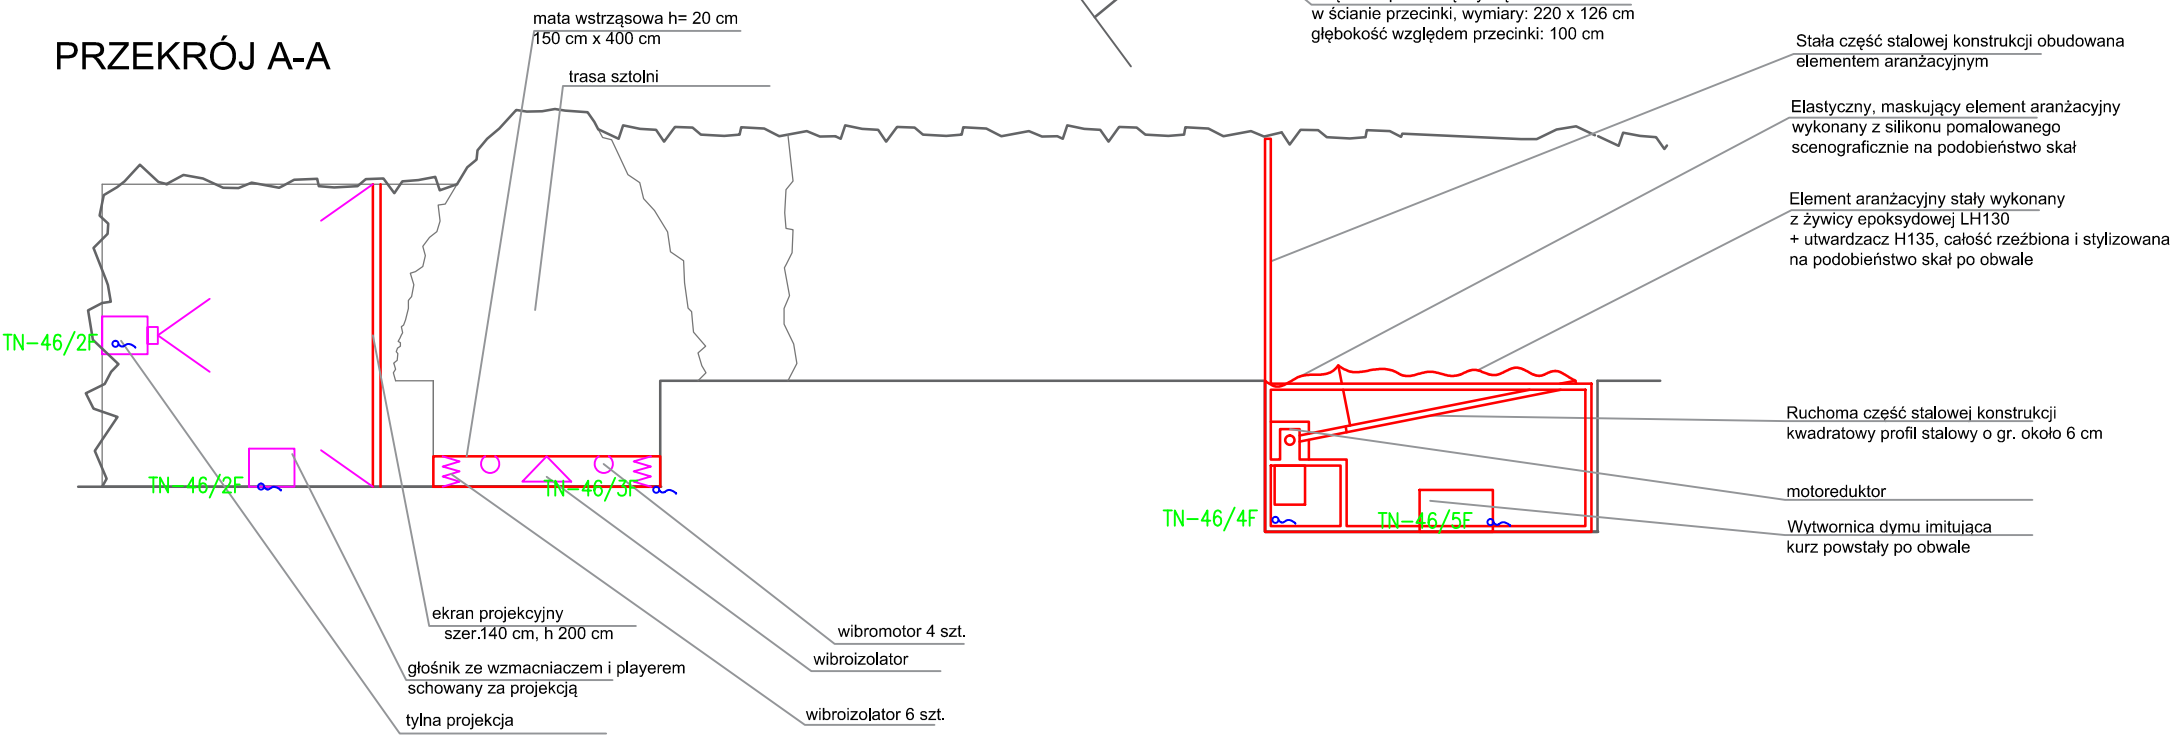 mata wstrząsowa h= 20 cm
150 cm x 400 cm
PRZEKRÓJ A-A
trasa sztolni
w ścianie przecinki, wymiary: 220 x 126 cm
głębokość względem przecinki: 100 cm
Stała część stalowej konstrukcji obudowana
elementem aranżacyjnym
Elastyczny, maskujący element aranżacyjny
wykonany z silikonu pomalowanego
scenograficznie na podobieństwo skał
Element aranżacyjny stały wykonany
z żywicy epoksydowej LH130
+ utwardzacz H135, całość rzeźbiona i stylizowana
na podobieństwo skał po obwale
TN-46/2F
TN-46/2F
TN-46/3F
TN-46/4F
TN-46/5F
Ruchoma część stalowej konstrukcji
kwadratowy profil stalowy o gr. około 6 cm
motoreduktor
Wytwornica dymu imitująca
kurz powstały po obwale
ekran projekcyjny
szer.140 cm, h 200 cm
wibromotor 4 szt.
wibroizolator
głośnik ze wzmacniaczem i playerem
schowany za projekcją
wibroizolator 6 szt.
tylna projekcja